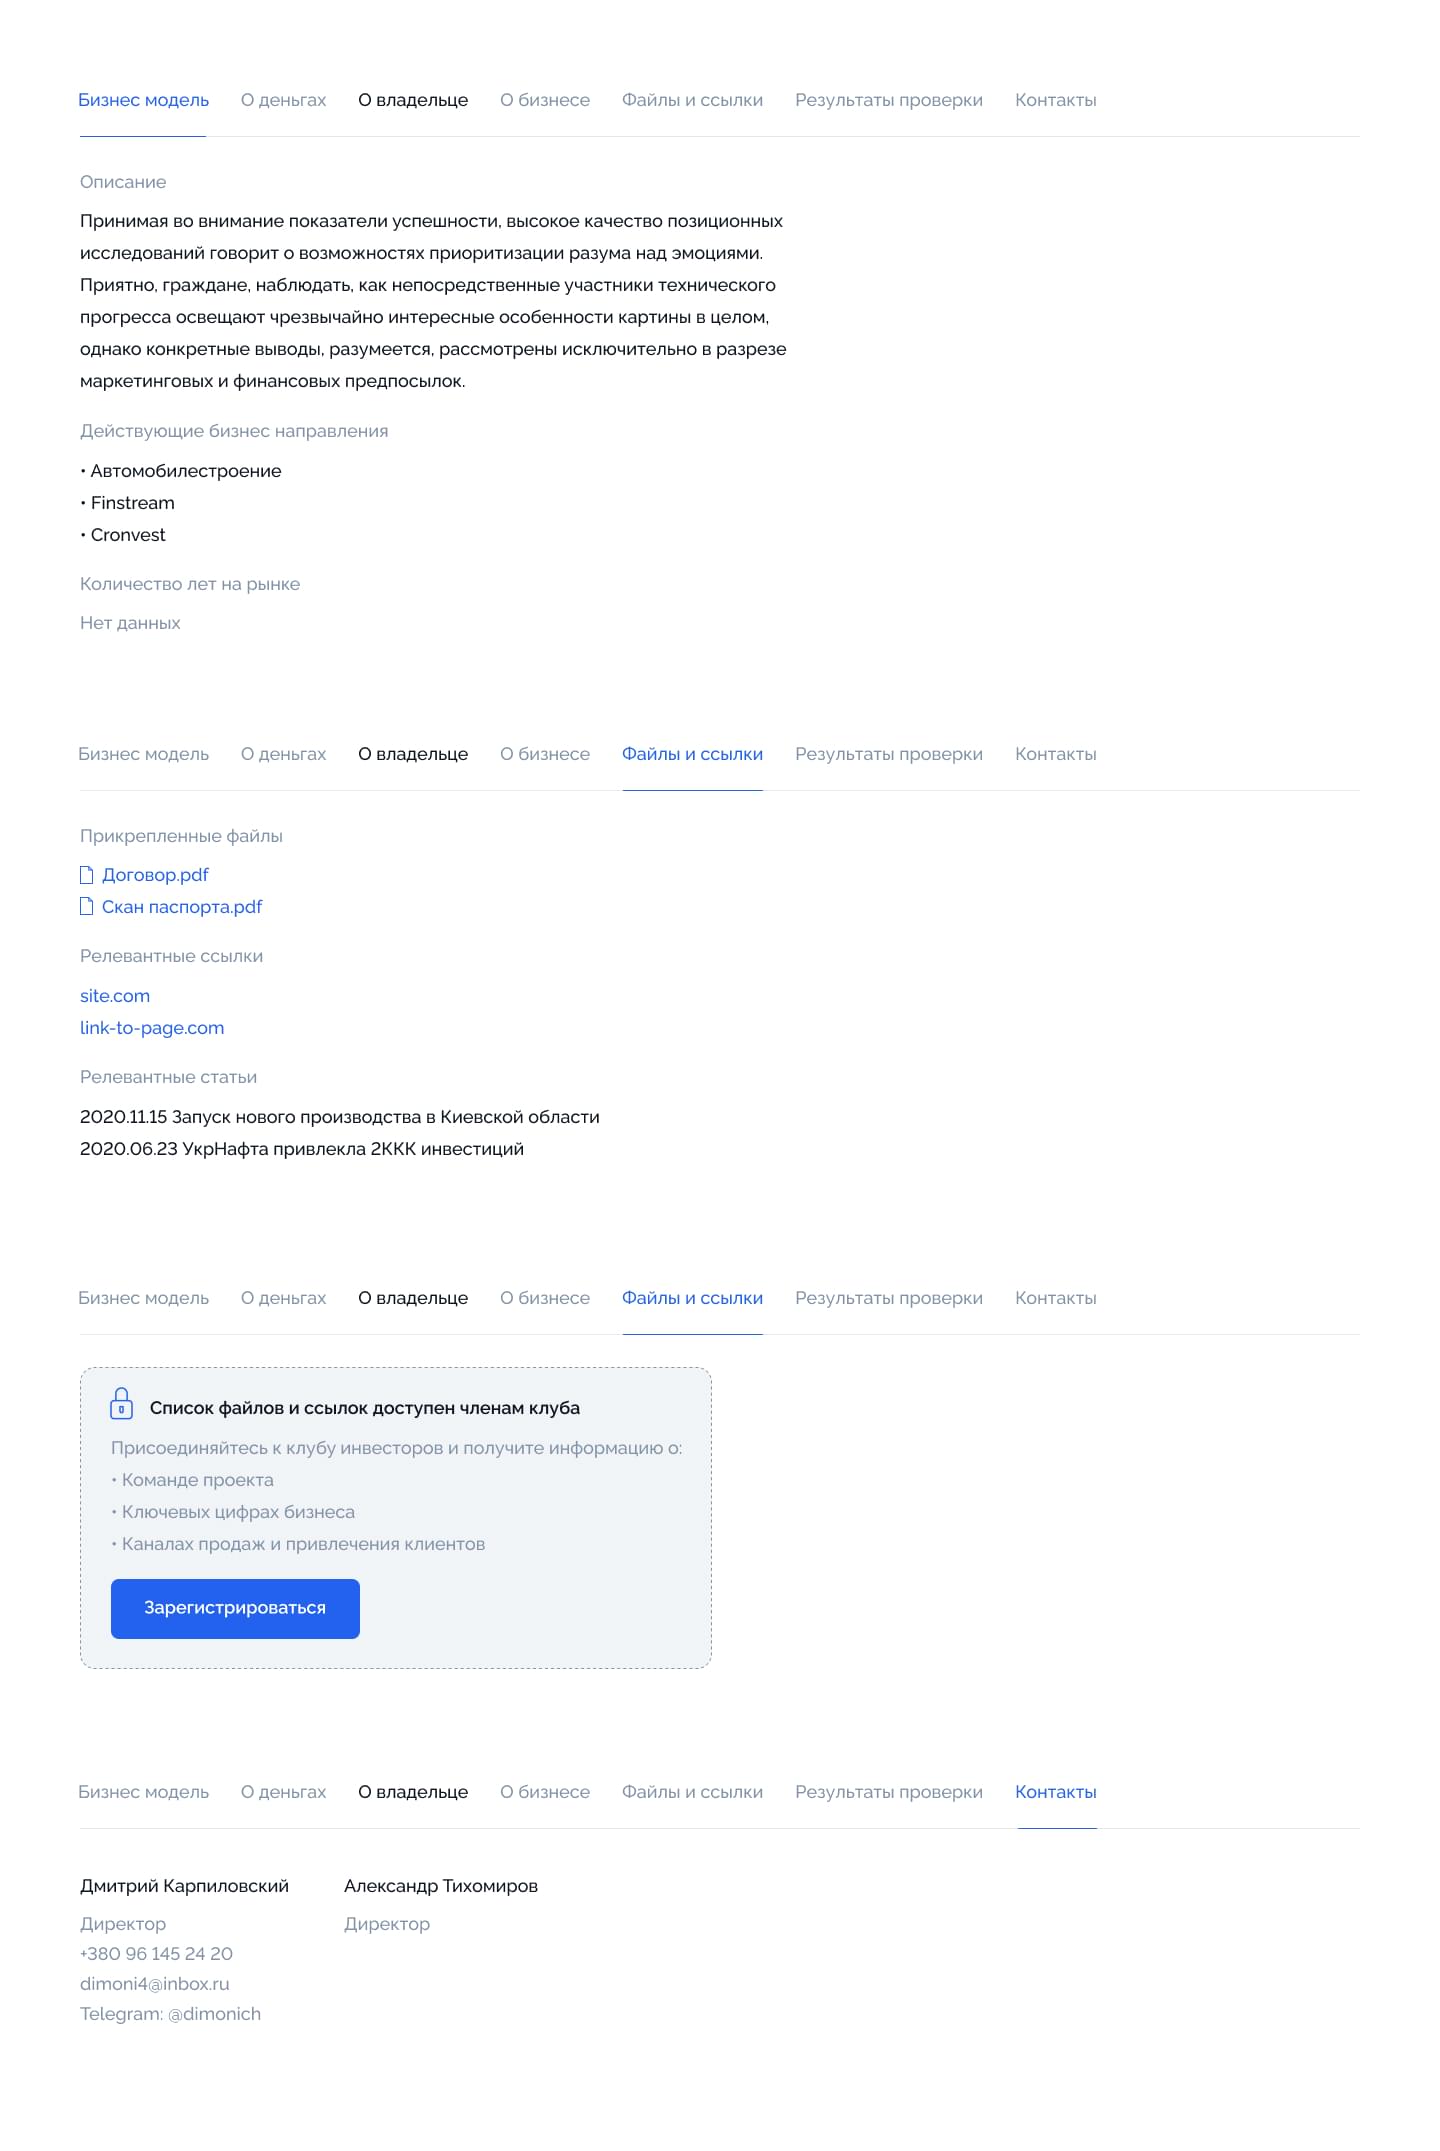 Бизнес модель О деньгах О владельце О бизнесе Файлы и ссылки Результаты проверки Контакты
Описание
Принимая во внимание показатели успешности, высокое качество позиционных
исследований говорит о возможностях приоритизации разума над эмоциями.
Приятно, граждане, наблюдать, как непосредственные участники технического
прогресса освещают чрезвычайно интересные особенности картины в целом,
однако конкретные выводы, разумеется, рассмотрены исключительно в разрезе
маркетинговых и финансовых предпосылок.
Действующие бизнес направления
• Автомобилестроение
• Finstream
• Cronvest
Количество лет на рынке
Нет данных
Бизнес модель О деньгах О владельце О бизнесе Файлы и ссылки Результаты проверки Контакты
Прикрепленные файлы
Договор.pdf
Скан паспорта.pdf
Релевантные ссылки
site.com
link-to-page.com
Релевантные статьи
2020.11.15 Запуск нового производства в Киевской области
2020.06.23 УкрНафта привлекла 2ККК инвестиций
Бизнес модель О деньгах О владельце О бизнесе Файлы и ссылки Результаты проверки Контакты
Список файлов и ссылок доступен членам клуба
Присоединяйтесь к клубу инвесторов и получите информацию о:
• Команде проекта
• Ключевых цифрах бизнеса
• Каналах продаж и привлечения клиентов
Зарегистрироваться
Бизнес модель О деньгах О владельце О бизнесе Файлы и ссылки Результаты проверки Контакты
Дмитрий Карпиловский
Директор
+380 96 145 24 20
dimoni4@inbox.ru
Telegram: @dimonich
Александр Тихомиров
Директор